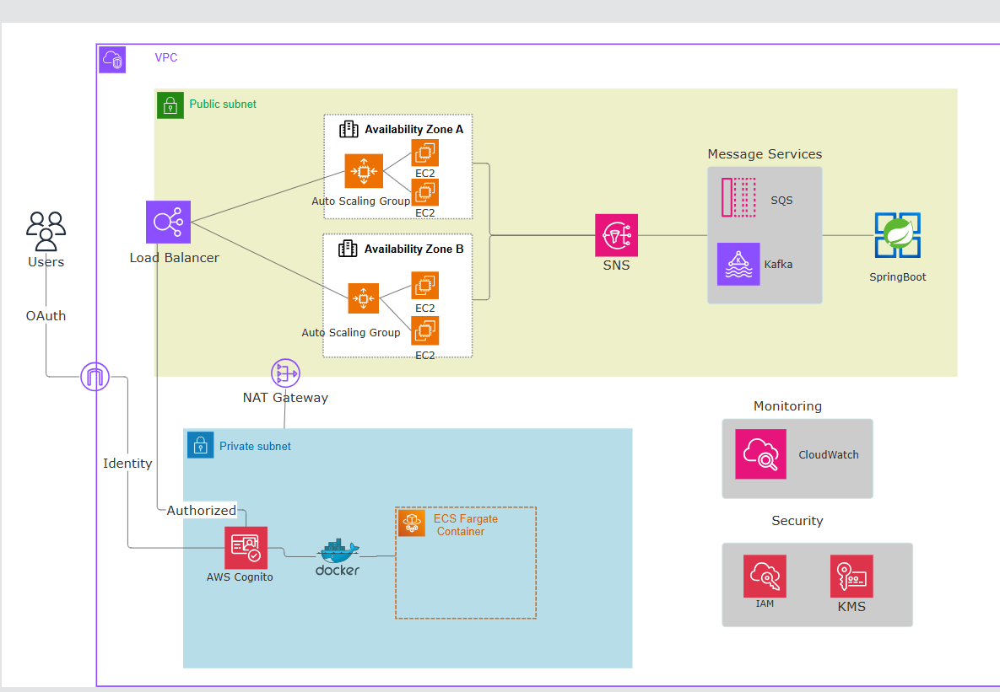 VPC
Public subnet
Availability Zone A
EC2
Auto Scaling Group
EC2
Message Services
SQS
Kafka
SNS
SpringBoot
Users
OAuth
Load Balancer
Availability Zone B
EC2
Auto Scaling Group
EC2
NAT Gateway
Private subnet
Identity
Authorized
AWS Cognito
docker
ECS Fargate
Container
Monitoring
CloudWatch
Security
IAM
KMS